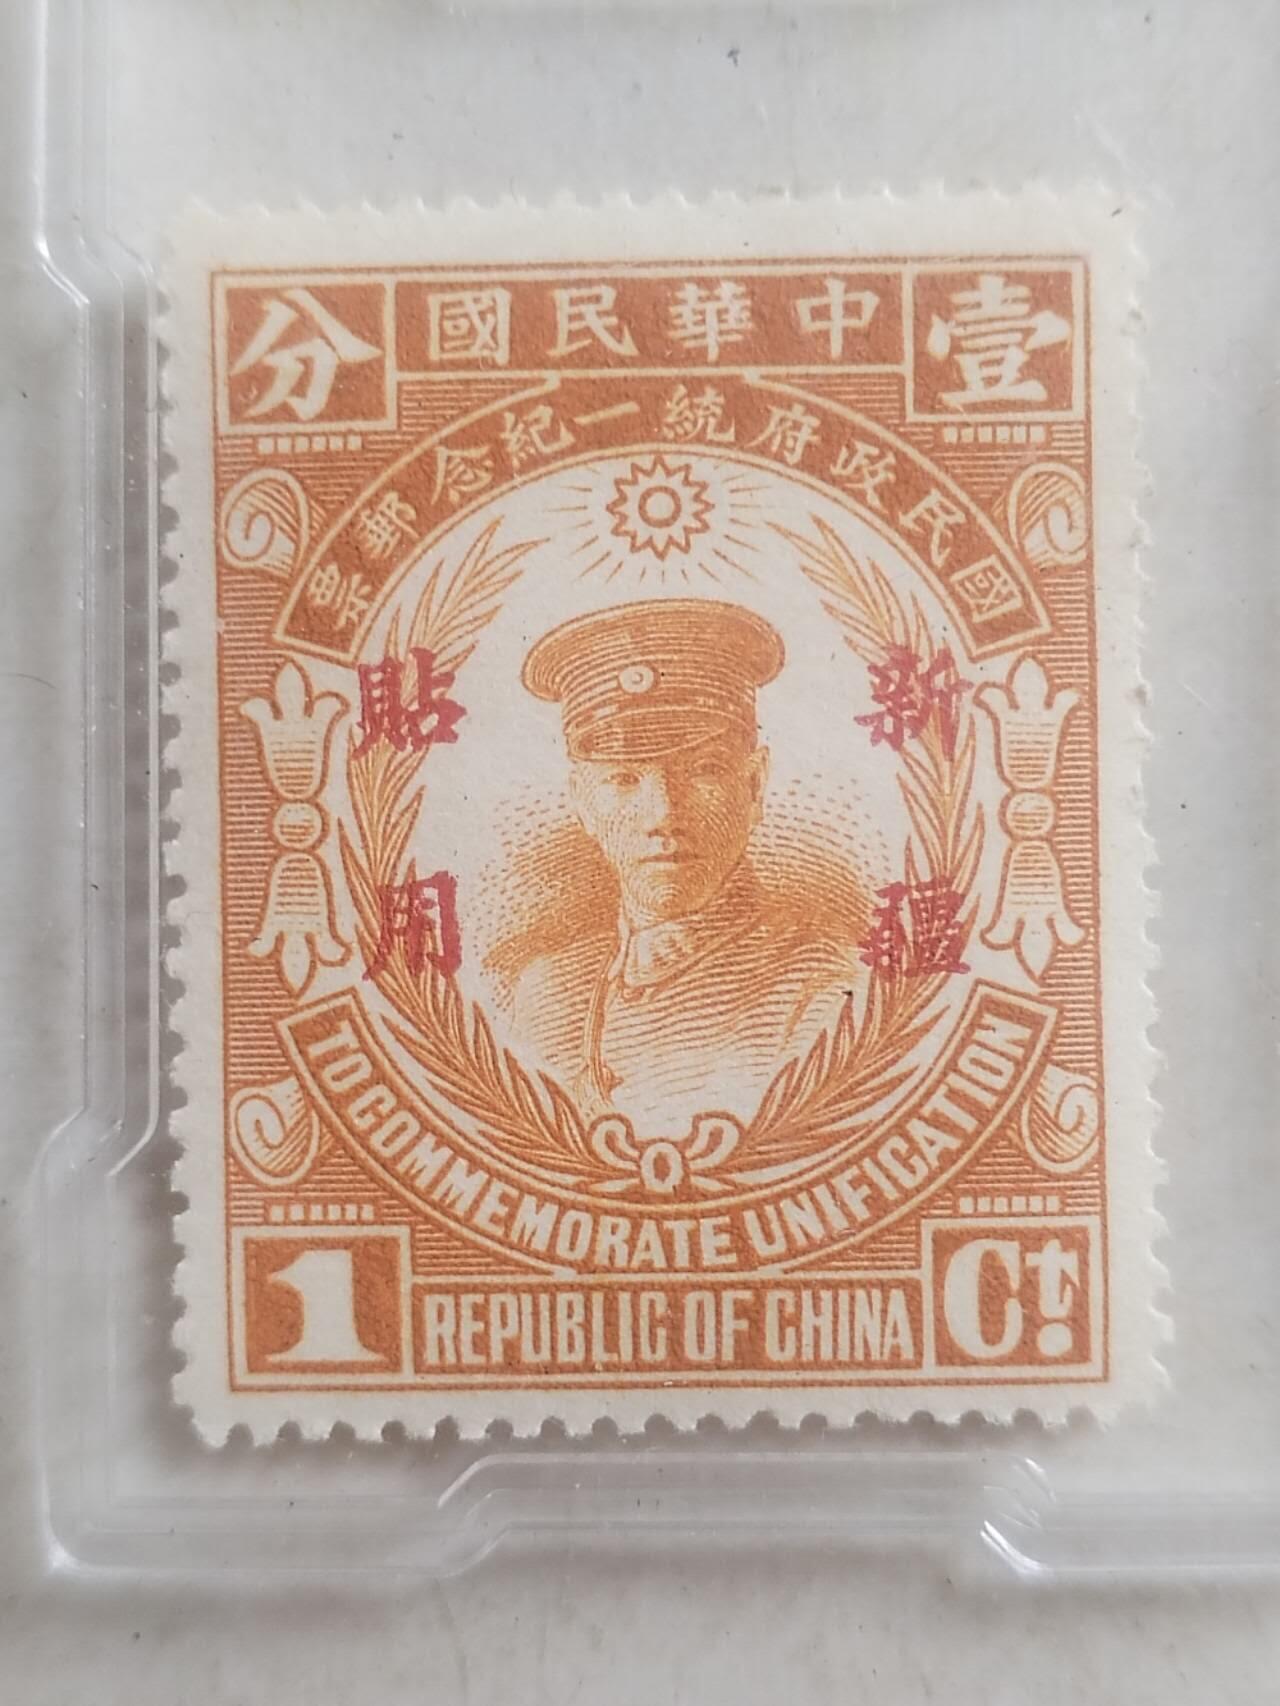 壹分
中華民國
國民政府統一紀念郵票
新疆
貼用
TO COMMEMORATE UNIFICATION
1 Ct.
REPUBLIC OF CHINA